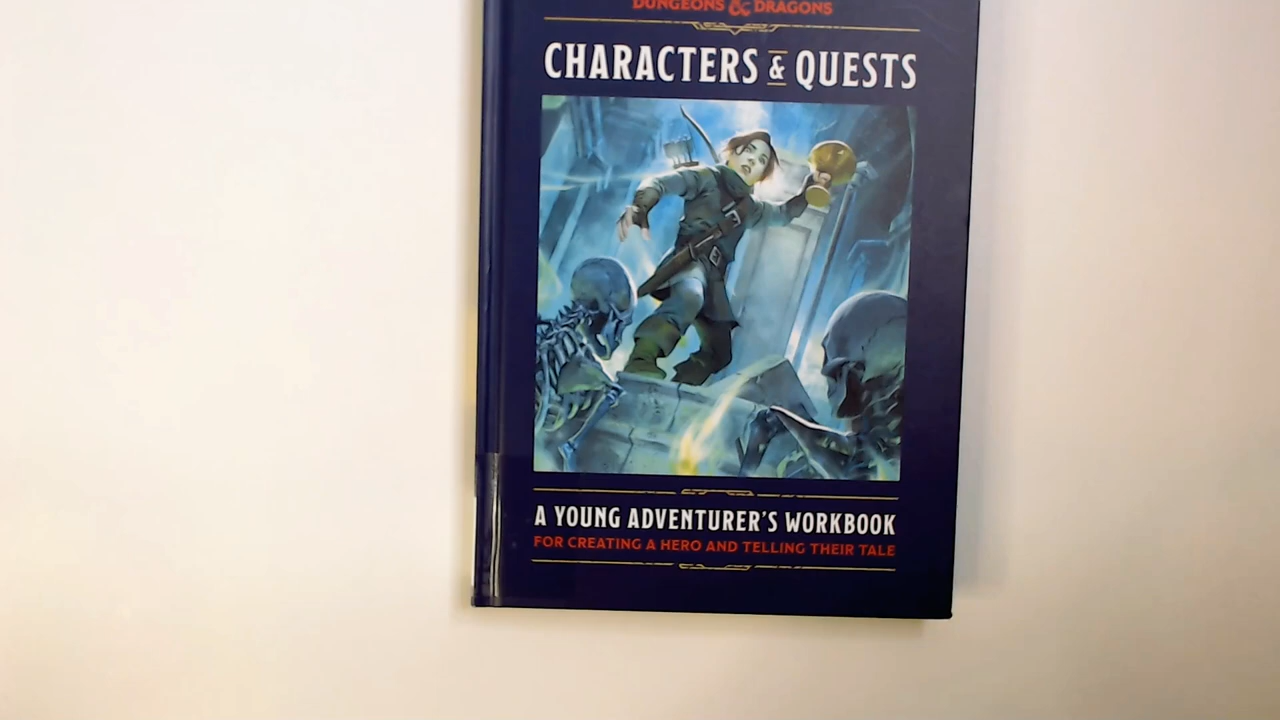 DUNGEONS & DRAGONS
CHARACTERS & QUESTS
A YOUNG ADVENTURER'S WORKBOOK
FOR CREATING A HERO AND TELLING THEIR TALE